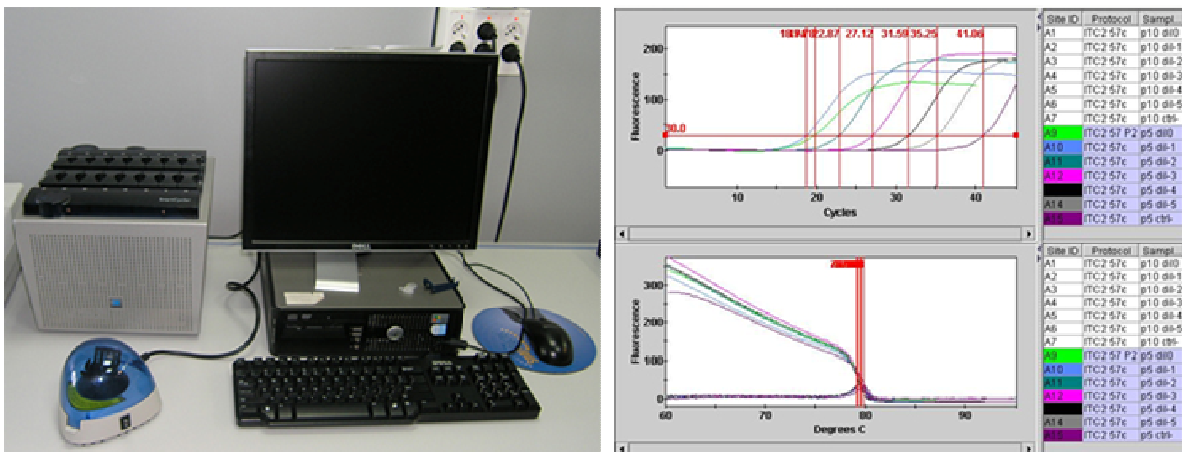 SmartCycler
DELL
200
100
0
30.0
22.87 27.12 31.59 35.25 41.06
Fluorescence
10 20 30 40
Cycles
Site ID Protocol Sampl
A1 ITC2 57c p10 dil0
A2 ITC2 57c p10 dil-1
A3 ITC2 57c p10 dil-2
A4 ITC2 57c p10 dil-3
A5 ITC2 57c p10 dil-4
A6 ITC2 57c p10 dil-5
A7 ITC2 57c p10 ctrl-
A9 ITC2 57 P2 p5 dil0
A10 ITC2 57c p5 dil-1
A11 ITC2 57c p5 dil-2
A12 ITC2 57c p5 dil-3
ITC2 57c p5 dil-4
A14 ITC2 57c p5 dil-5
A15 ITC2 57c p5 ctrl-
300
200
100
0
Fluorescence
60 70 80 90
Degrees C
Site ID Protocol Sampl
A1 ITC2 57c p10 dil0
A2 ITC2 57c p10 dil-1
A3 ITC2 57c p10 dil-2
A4 ITC2 57c p10 dil-3
A5 ITC2 57c p10 dil-4
A6 ITC2 57c p10 dil-5
A7 ITC2 57c p10 ctrl-
A9 ITC2 57 P2 p5 dil0
A10 ITC2 57c p5 dil-1
A11 ITC2 57c p5 dil-2
A12 ITC2 57c p5 dil-3
ITC2 57c p5 dil-4
A14 ITC2 57c p5 dil-5
A15 ITC2 57c p5 ctrl-